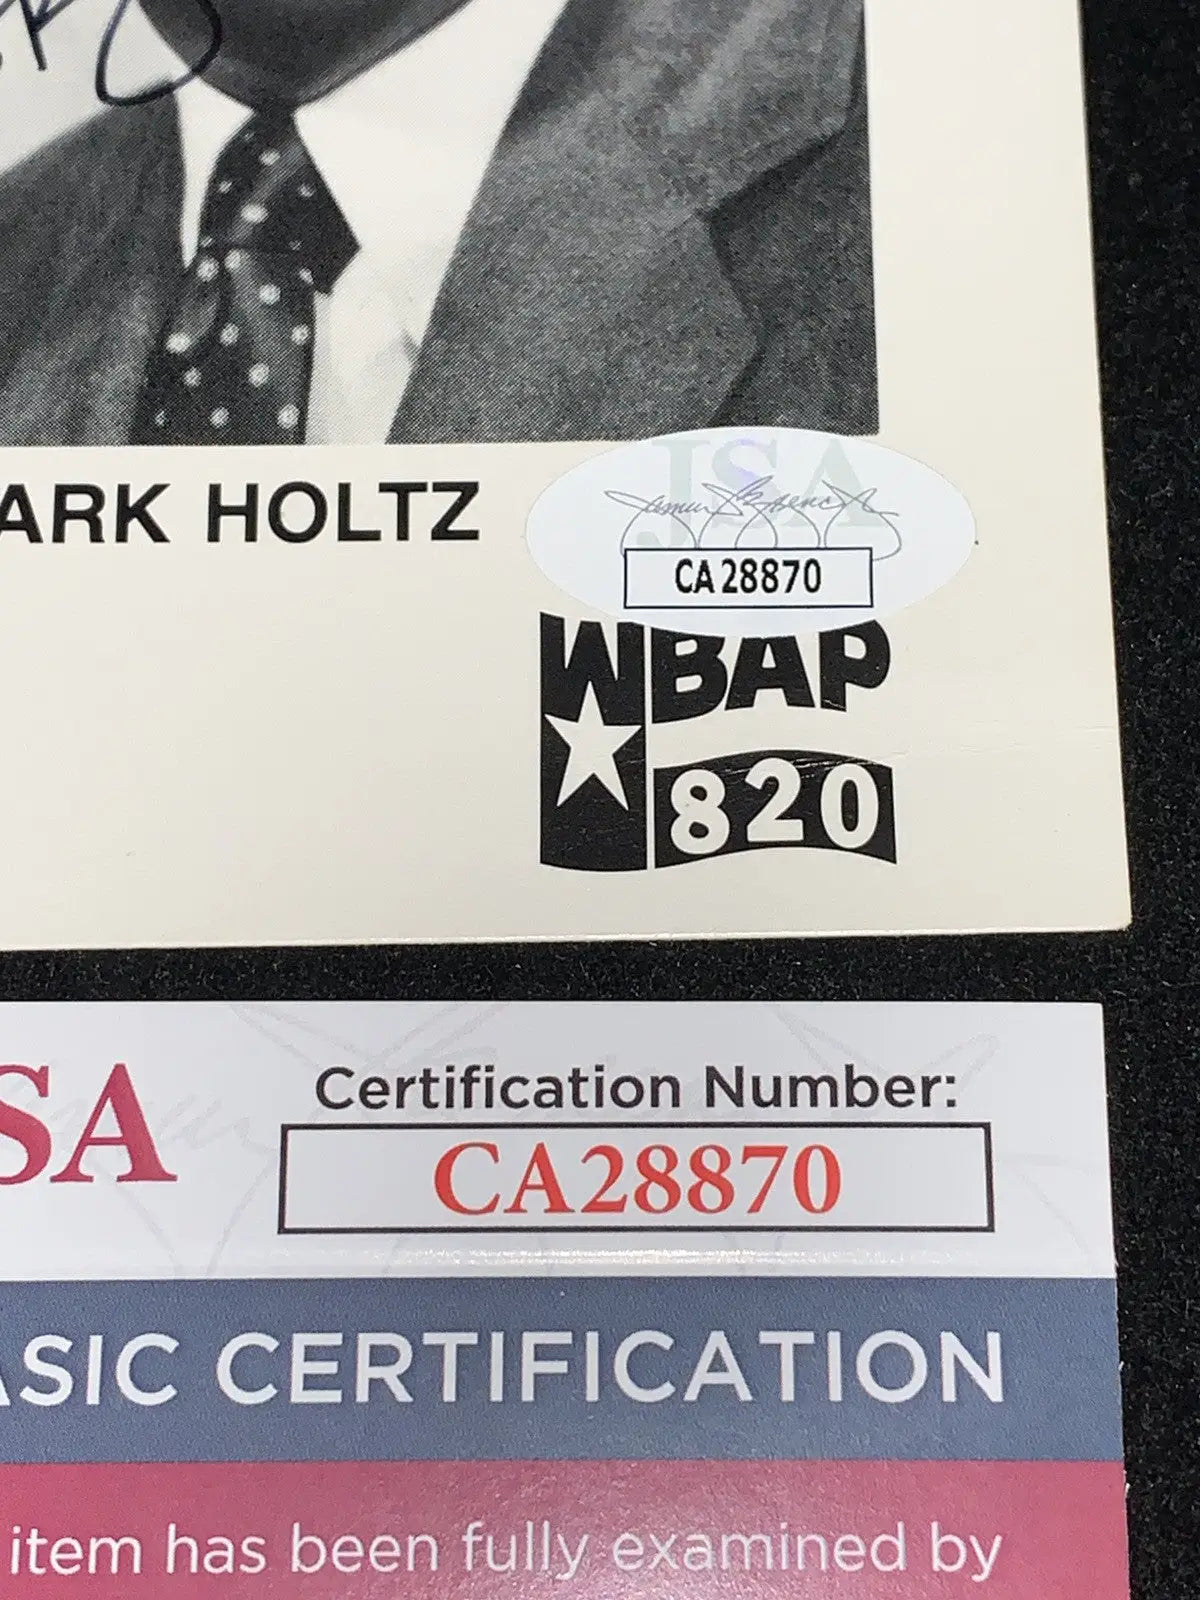 ARK HOLTZ
JSA
CA28870
WBAP
820
SA
Certification Number:
CA28870
ASIC CERTIFICATION
item has been fully examined by